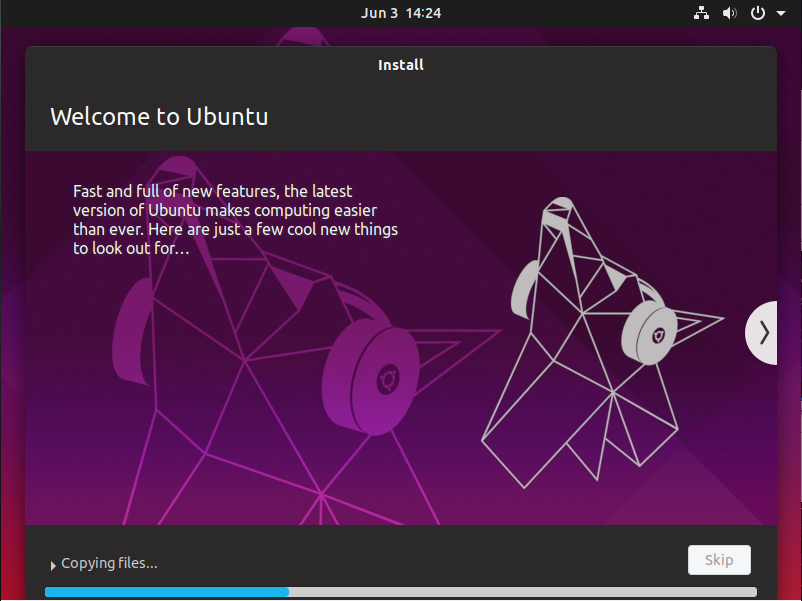 Jun 3 14:24
Install
Welcome to Ubuntu
Fast and full of new features, the latest
version of Ubuntu makes computing easier
than ever. Here are just a few cool new things
to look out for…
Copying files...
Skip